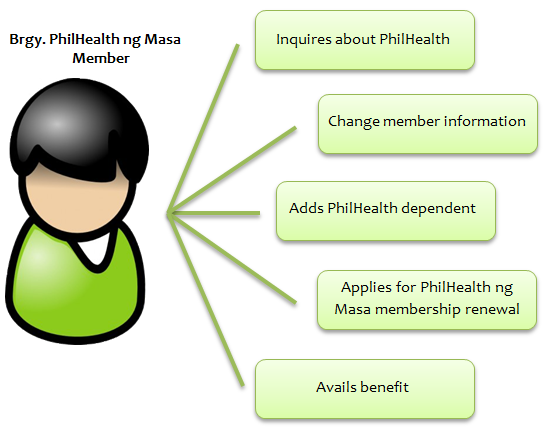 Brgy. PhilHealth ng Masa
Member
Inquires about PhilHealth
Change member information
Adds PhilHealth dependent
Applies for PhilHealth ng
Masa membership renewal
Avails benefit